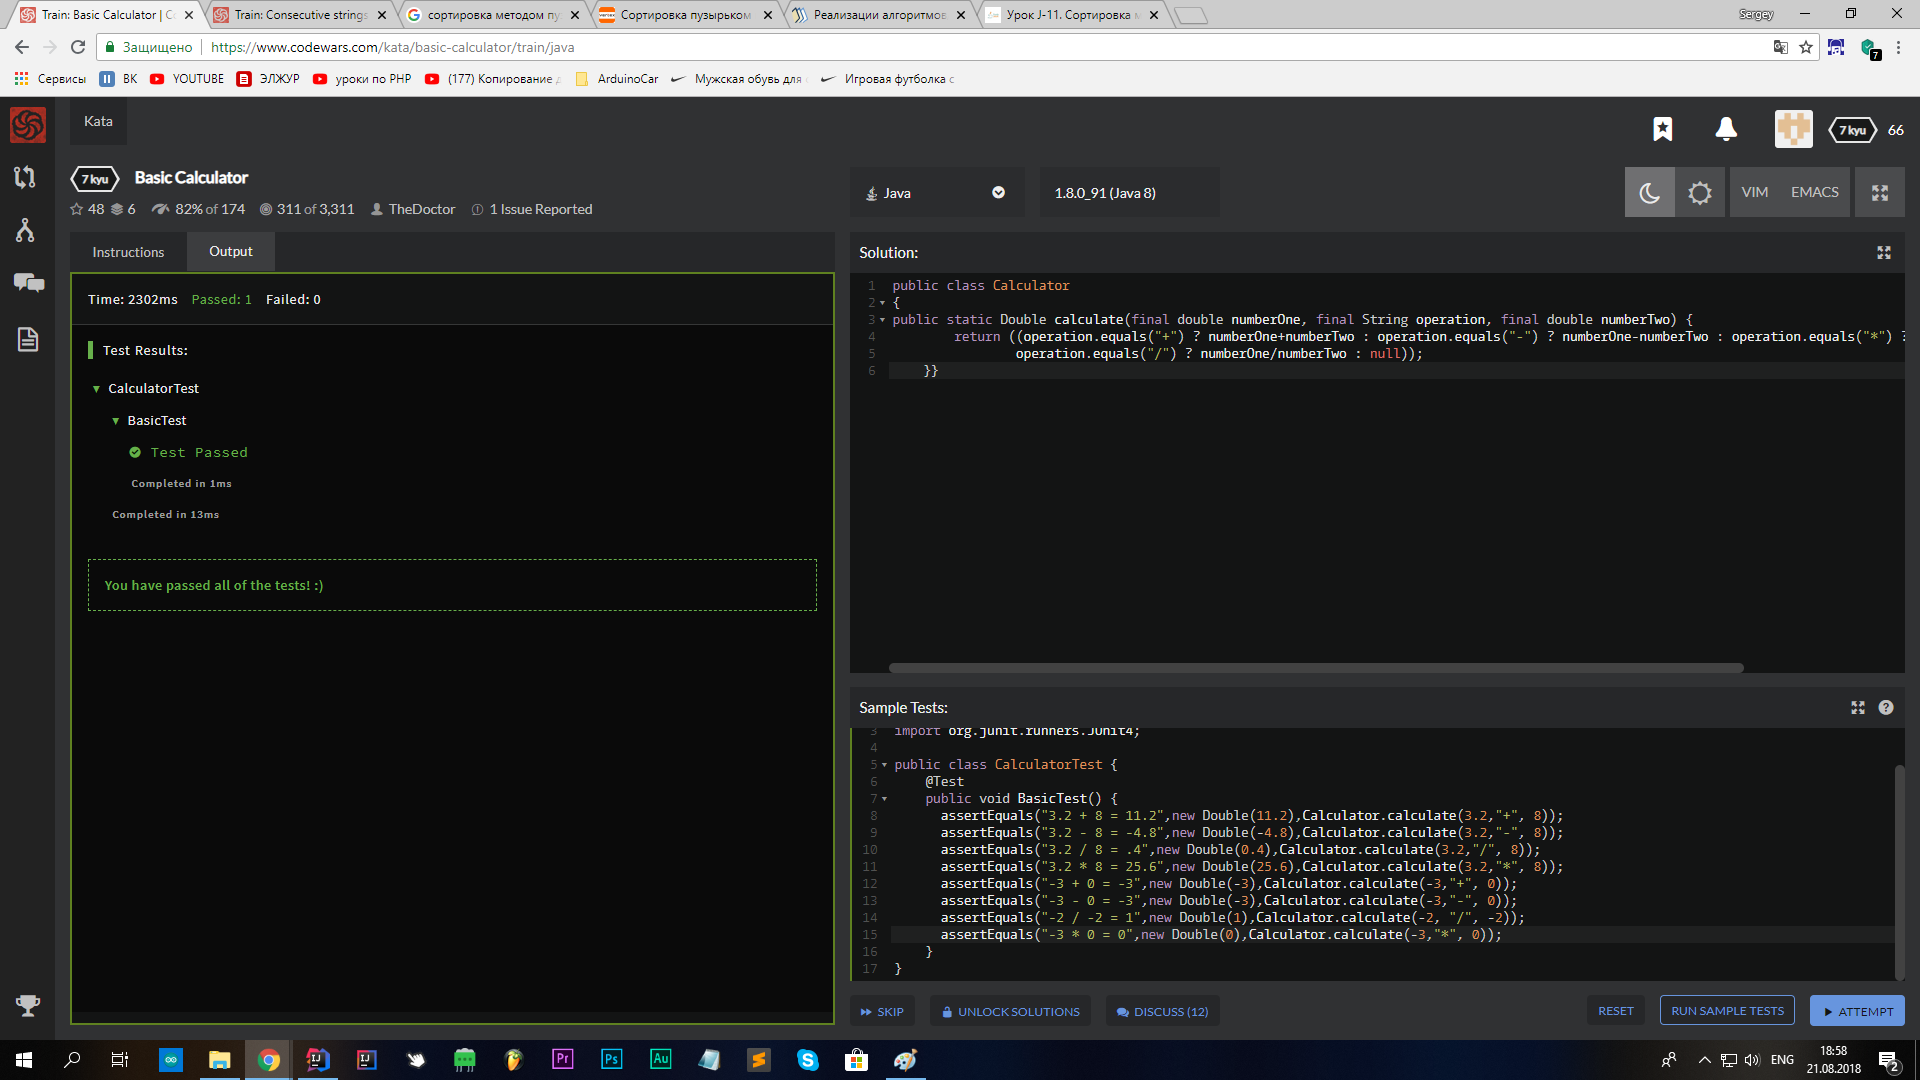 Train: Basic Calculator | C
Train: Consecutive strings
сортировка методом пу
Сортировка пузырьком
Реализации алгоритмов
Урок J-11. Сортировка м
Sergey
Защищено
https://www.codewars.com/kata/basic-calculator/train/java
7
Сервисы
ВК
YOUTUBE
ЭЛЖУР
уроки по PHP
(177) Копирование д
ArduinoCar
Мужская обувь для
Игровая футболка с
Kata
7 kyu
66
7 kyu
Basic Calculator
48
6
82% of 174
311 of 3,311
TheDoctor
1 Issue Reported
Java
1.8.0_91 (Java 8)
VIM
EMACS
Instructions
Output
Time: 2302ms Passed: 1 Failed: 0
Test Results:
CalculatorTest
BasicTest
Test Passed
Completed in 1ms
Completed in 13ms
You have passed all of the tests! :)
Solution:
1 public class Calculator
2 {
3 public static Double calculate(final double numberOne, final String operation, final double numberTwo) {
4 return ((operation.equals("+") ? numberOne+numberTwo : operation.equals("-") ? numberOne-numberTwo : operation.equals("*") ?
5 operation.equals("/") ? numberOne/numberTwo : null));
6 }}
Sample Tests:
3 import org.junit.runners.JUnit4;
4
5 public class CalculatorTest {
6 @Test
7 public void BasicTest() {
8 assertEquals("3.2 + 8 = 11.2",new Double(11.2),Calculator.calculate(3.2,"+", 8));
9 assertEquals("3.2 - 8 = -4.8",new Double(-4.8),Calculator.calculate(3.2,"-", 8));
10 assertEquals("3.2 / 8 = .4",new Double(0.4),Calculator.calculate(3.2,"/", 8));
11 assertEquals("3.2 * 8 = 25.6",new Double(25.6),Calculator.calculate(3.2,"*", 8));
12 assertEquals("-3 + 0 = -3",new Double(-3),Calculator.calculate(-3,"+", 0));
13 assertEquals("-3 - 0 = -3",new Double(-3),Calculator.calculate(-3,"-", 0));
14 assertEquals("-2 / -2 = 1",new Double(1),Calculator.calculate(-2, "/", -2));
15 assertEquals("-3 * 0 = 0",new Double(0),Calculator.calculate(-3,"*", 0));
16 }
17 }
SKIP
UNLOCK SOLUTIONS
DISCUSS (12)
RESET
RUN SAMPLE TESTS
ATTEMPT
IJ
IJ
Pr
Ps
Au
ENG
18:58
21.08.2018
2